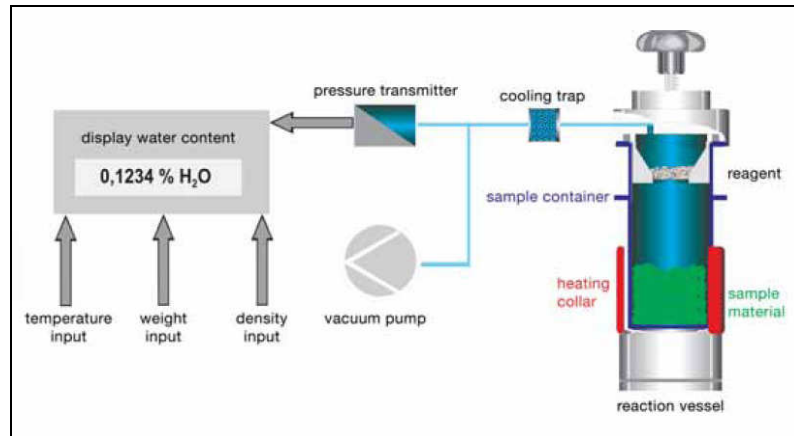 pressure transmitter
cooling trap
display water content
0,1234 % H₂O
reagent
sample container
heating
collar
sample
material
temperature
input
weight
input
density
input
vacuum pump
reaction vessel